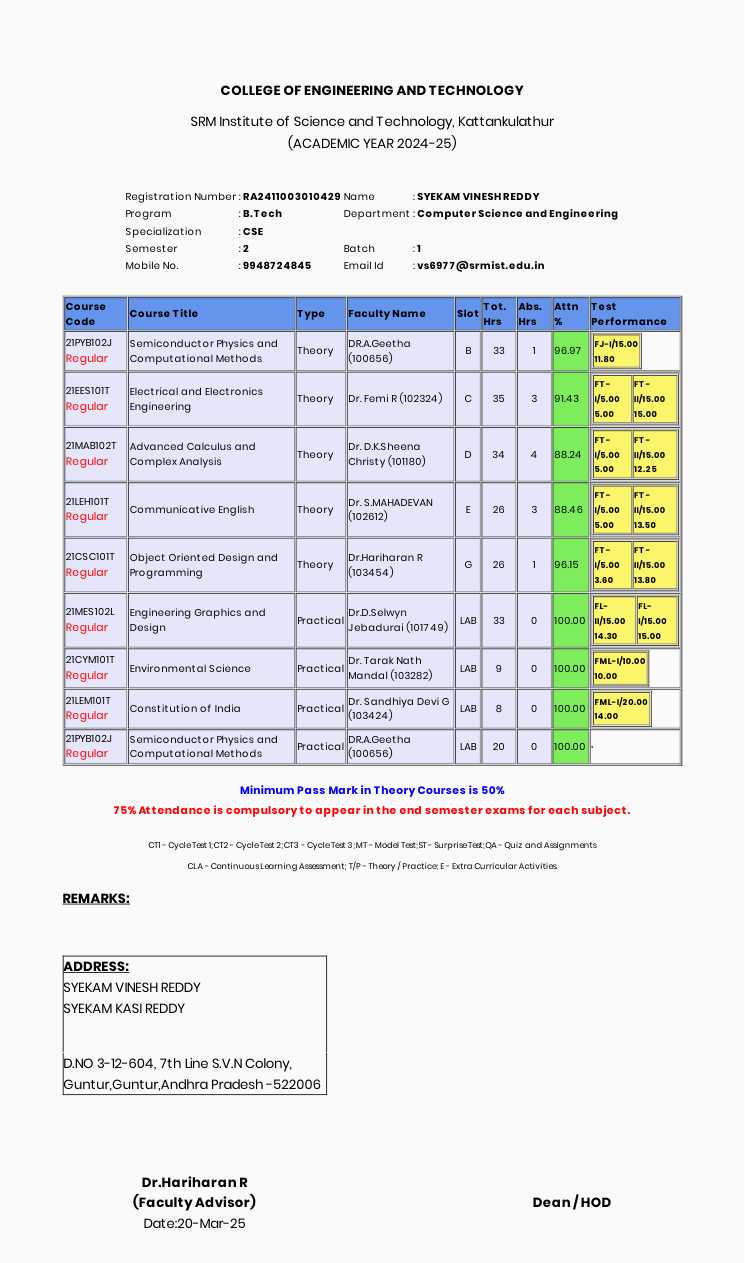 COLLEGE OF ENGINEERING AND TECHNOLOGY
SRM Institute of Science and Technology, Kattankulathur
(ACADEMIC YEAR 2024-25)
Registration Number : RA2411003010429 Name : SYEKAM VINESH REDDY
Program : B.Tech Department : Computer Science and Engineering
Specialization : CSE
Semester : 2 Batch : 1
Mobile No. : 9948724845 Email Id : vs6977@srmist.edu.in
Course Code Course Title Type Faculty Name Slot Tot. Hrs Abs. Hrs Attn % Test Performance
21PYB102J Regular Semiconductor Physics and Computational Methods Theory DR.A.Geetha (100656) B 33 1 96.97 FJ-I/15.00 11.80
21EES101T Regular Electrical and Electronics Engineering Theory Dr. Femi R (102324) C 35 3 91.43 FT-I/5.00 5.00 FT-II/15.00 15.00
21MAB102T Regular Advanced Calculus and Complex Analysis Theory Dr. D.K.Sheena Christy (101180) D 34 4 88.24 FT-I/5.00 5.00 FT-II/15.00 12.25
21LEH101T Regular Communicative English Theory Dr. S.MAHADEVAN (102612) E 26 3 88.46 FT-I/5.00 5.00 FT-II/15.00 13.50
21CSC101T Regular Object Oriented Design and Programming Theory Dr.Hariharan R (103454) G 26 1 96.15 FT-I/5.00 3.60 FT-II/15.00 13.80
21MES102L Regular Engineering Graphics and Design Practical Dr.D.Selwyn Jebadurai (101749) LAB 33 0 100.00 FL-II/15.00 14.30 FL-I/15.00 15.00
21CYM101T Regular Environmental Science Practical Dr. Tarak Nath Mandal (103282) LAB 9 0 100.00 FML-I/10.00 10.00
21LEM101T Regular Constitution of India Practical Dr. Sandhiya Devi G (103424) LAB 8 0 100.00 FML-I/20.00 14.00
21PYB102J Regular Semiconductor Physics and Computational Methods Practical DR.A.Geetha (100656) LAB 20 0 100.00 -
Minimum Pass Mark in Theory Courses is 50%
75% Attendance is compulsory to appear in the end semester exams for each subject.
CT1 - Cycle Test 1;CT2 - Cycle Test 2;CT3 - Cycle Test 3;MT - Model Test;ST - Surprise Test;QA - Quiz and Assignments
CLA - Continuous Learning Assessment; T/P - Theory / Practice; E - Extra Curricular Activities.
REMARKS:
ADDRESS:
SYEKAM VINESH REDDY
SYEKAM KASI REDDY
D.NO 3-12-604, 7th Line S.V.N Colony,
Guntur,Guntur,Andhra Pradesh -522006
Dr.Hariharan R
(Faculty Advisor) Dean / HOD
Date:20-Mar-25